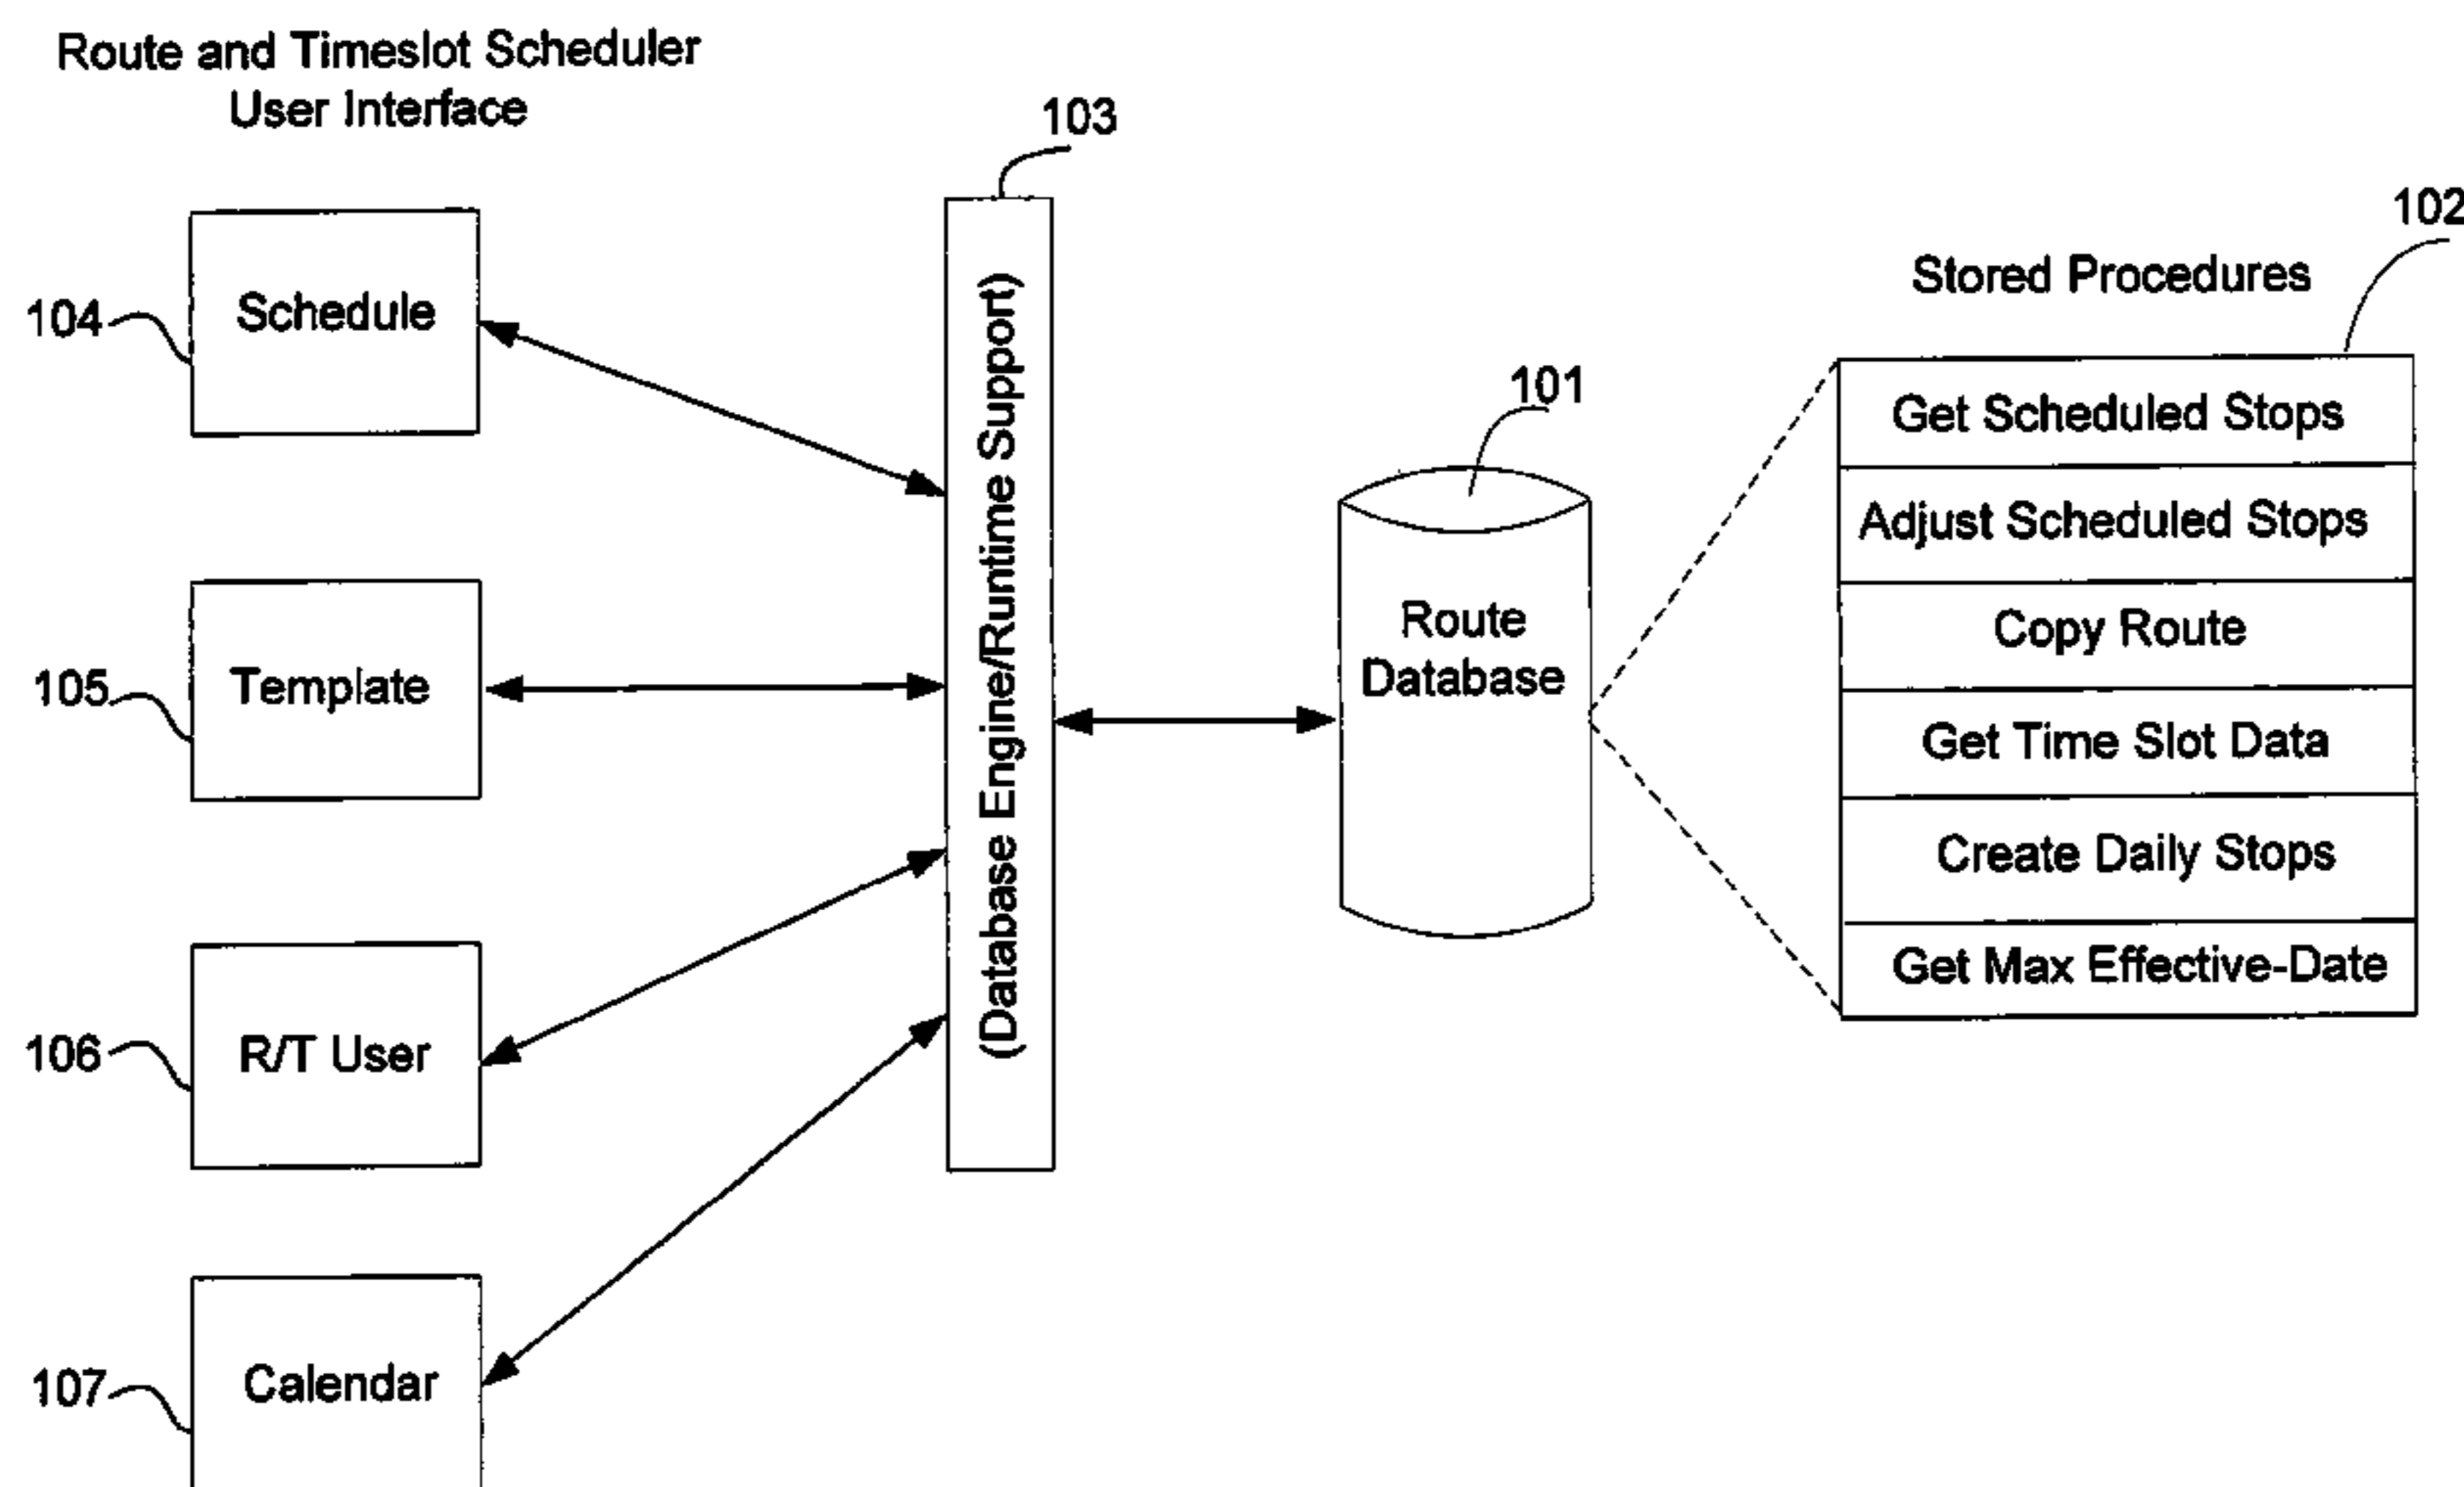 Route and Timeslot Scheduler
User Interface
103
102
104
Schedule
Stored Procedures
101
Get Scheduled Stops
Adjust Scheduled Stops
105
Template
(Database Engine/Runtime Support)
Route
Database
Copy Route
Get Time Slot Data
Create Daily Stops
Get Max Effective-Date
106
R/T User
107
Calendar